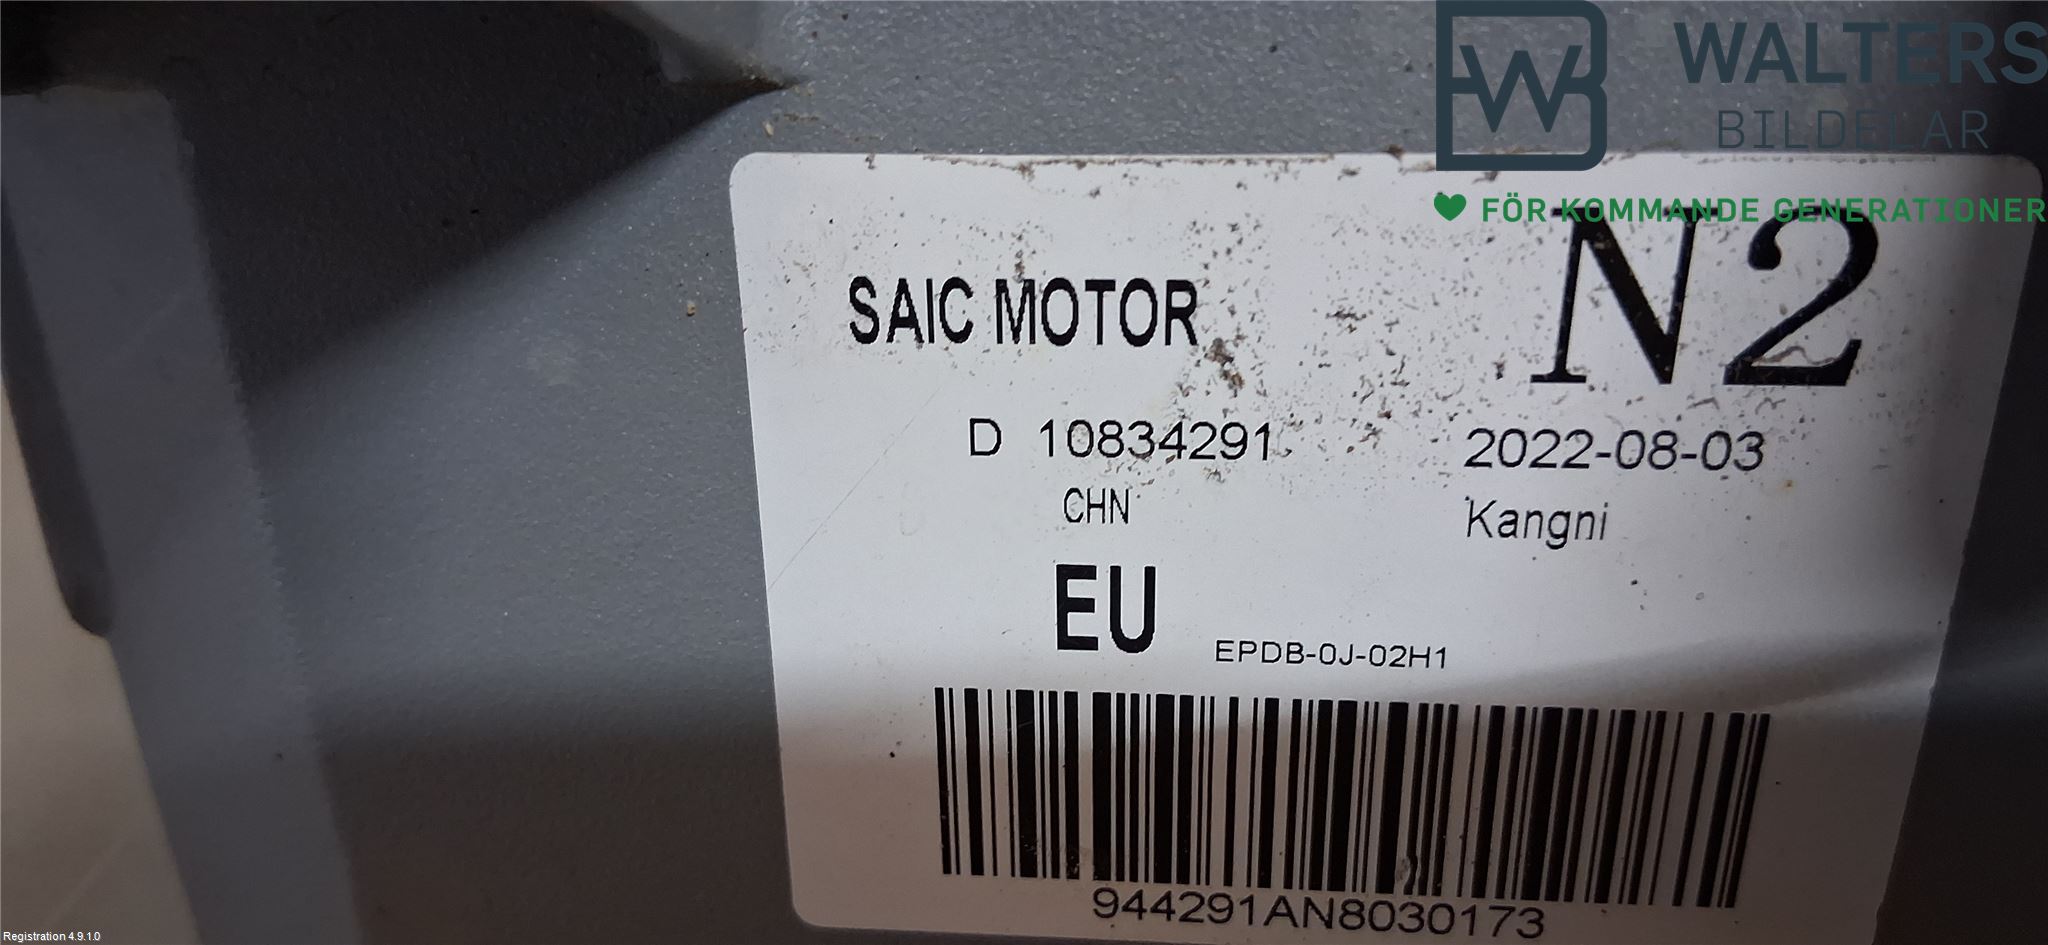 WB WALTERS
BILDELAR
FÖR KOMMANDE GENERATIONER
N2
SAIC MOTOR
D 10834291 2022-08-03
CHN Kangni
EU EPDB-0J-02H1
944291AN8030173
Registration 4.9.1.0